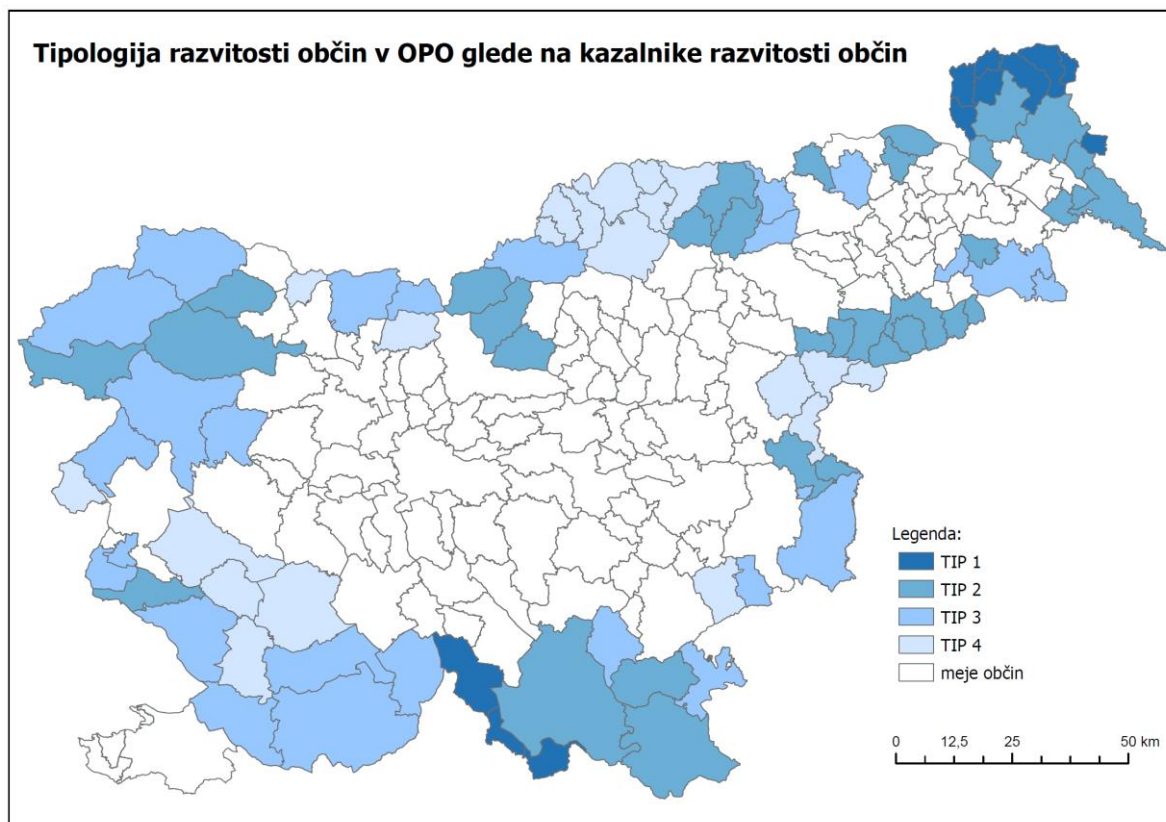 Tipologija razvitosti občin v OPO glede na kazalnike razvitosti občin
Legenda:
TIP 1
TIP 2
TIP 3
TIP 4
meje občin
0 12,5 25 50 km